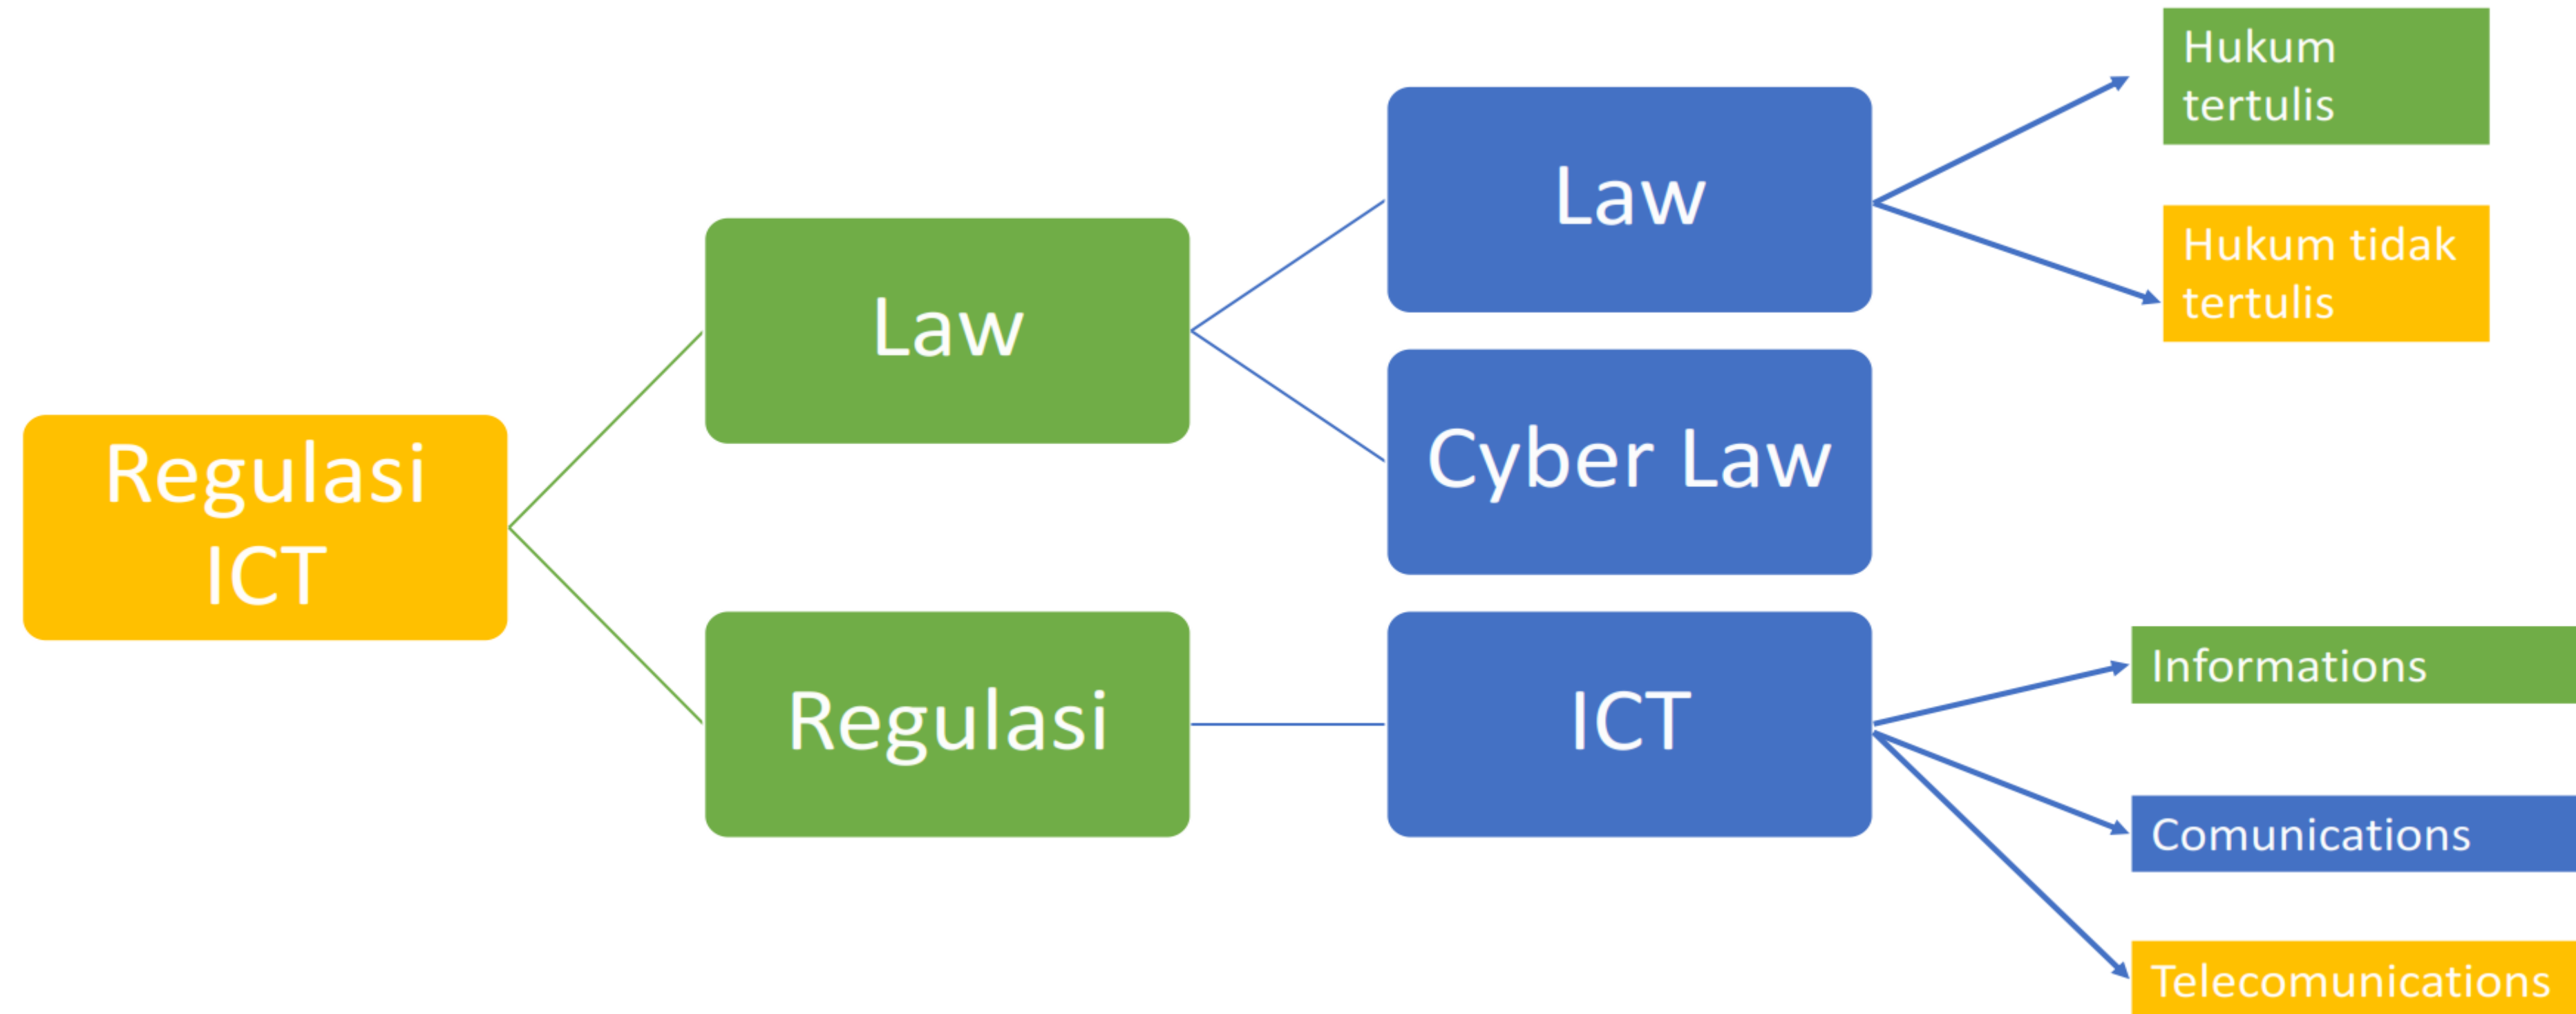 Regulasi
ICT
Law
Regulasi
Law
Cyber Law
ICT
Hukum
tertulis
Hukum tidak
tertulis
Informations
Comunications
Telecomunications